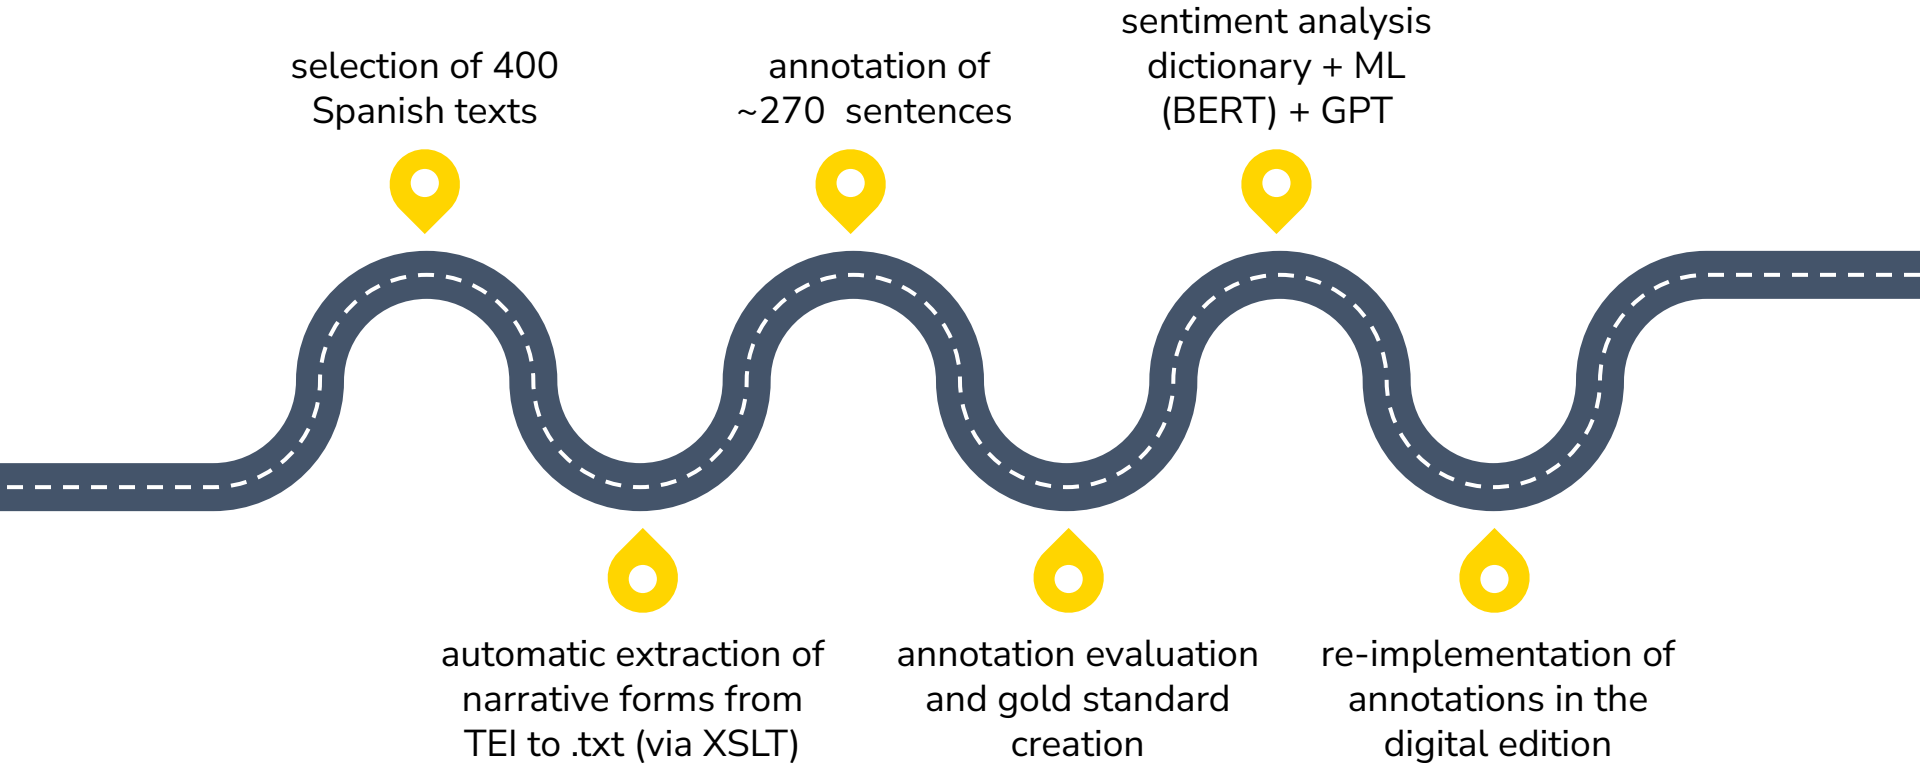 selection of 400
Spanish texts
automatic extraction of
narrative forms from
TEI to .txt (via XSLT)
annotation of
~270  sentences
annotation evaluation
and gold standard
creation
sentiment analysis
dictionary + ML
(BERT) + GPT
re-implementation of
annotations in the
digital edition